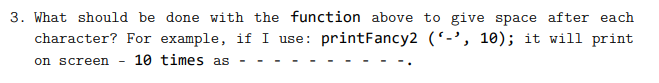 3. What should be done with the function above to give space after each
character? For example, if I use: printFancy2 (‘-’, 10); it will print
on screen - 10 times as - - - - - - - - - -.